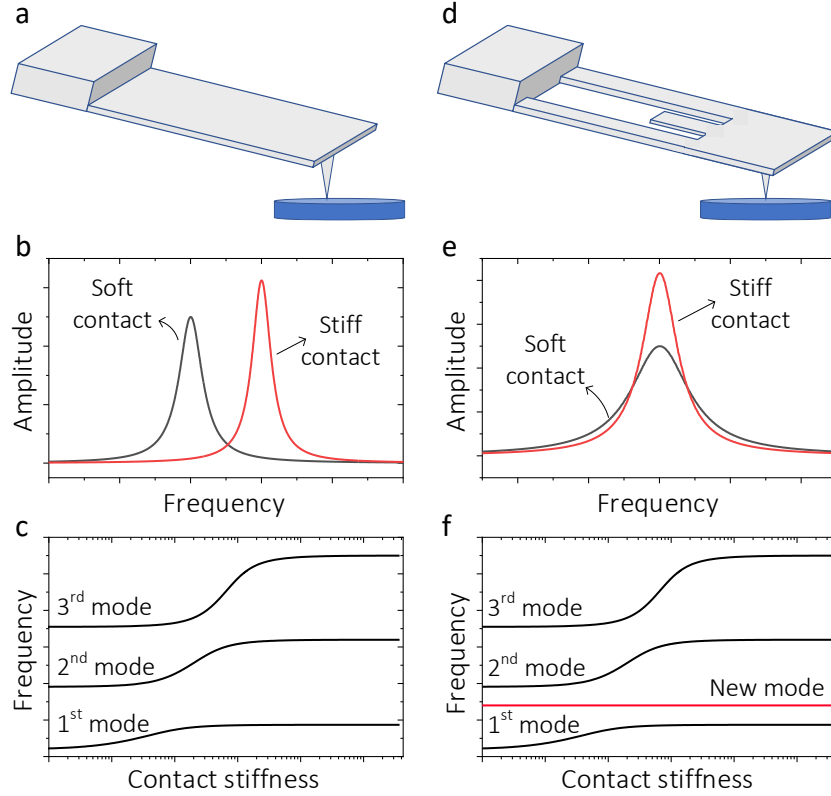 a
d
b
Soft
contact
Stiff
contact
Amplitude
Frequency
e
Stiff
contact
Soft
contact
Amplitude
Frequency
c
3rd mode
2nd mode
1st mode
Frequency
Contact stiffness
f
3rd mode
2nd mode
New mode
1st mode
Frequency
Contact stiffness